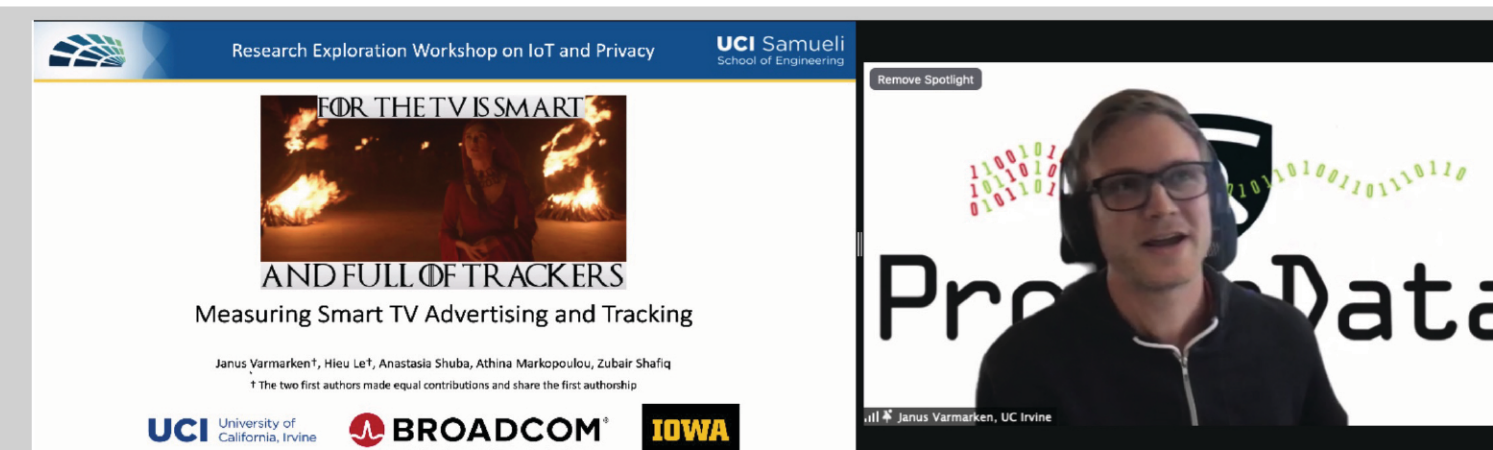 Research Exploration Workshop on IoT and Privacy
UCI Samueli
School of Engineering
FOR THE TV IS SMART
AND FULL OF TRACKERS
Measuring Smart TV Advertising and Tracking
Janus Varmarken†, Hieu Le†, Anastasia Shuba, Athina Markopoulou, Zubair Shafiq
† The two first authors made equal contributions and share the first authorship
UCI University of
California, Irvine
BROADCOM®
IOWA
Remove Spotlight
1100101
1011010
0101101
Janus Varmarken, UC Irvine